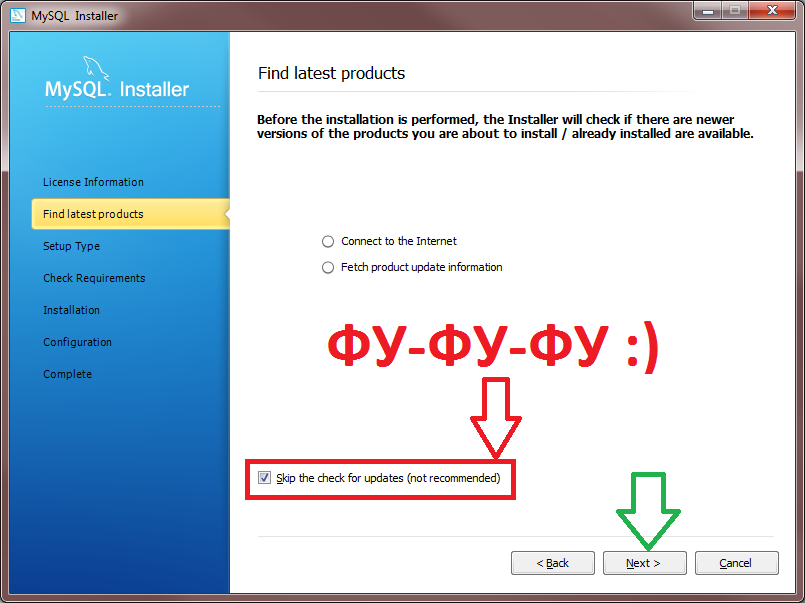 MySQL Installer
MySQL. Installer
License Information
Find latest products
Setup Type
Check Requirements
Installation
Configuration
Complete
Find latest products
Before the installation is performed, the Installer will check if there are newer
versions of the products you are about to install / already installed are available.
Connect to the Internet
Fetch product update information
ФУ-ФУ-ФУ :)
Skip the check for updates (not recommended)
< Back
Next >
Cancel